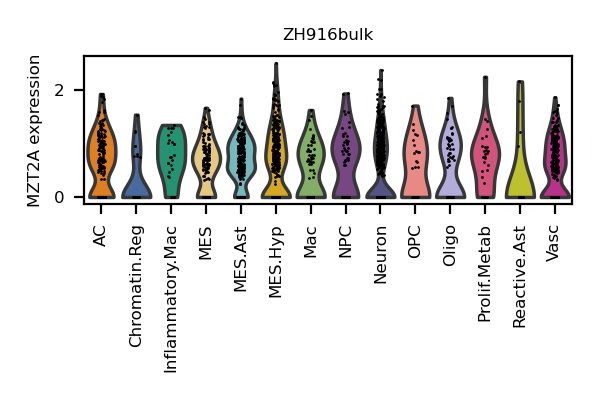 ZH916bulk
MZT2A expression
2
0
AC
Chromatin.Reg
Inflammatory.Mac
MES
MES.Ast
MES.Hyp
Mac
NPC
Neuron
OPC
Oligo
Prolif.Metab
Reactive.Ast
Vasc